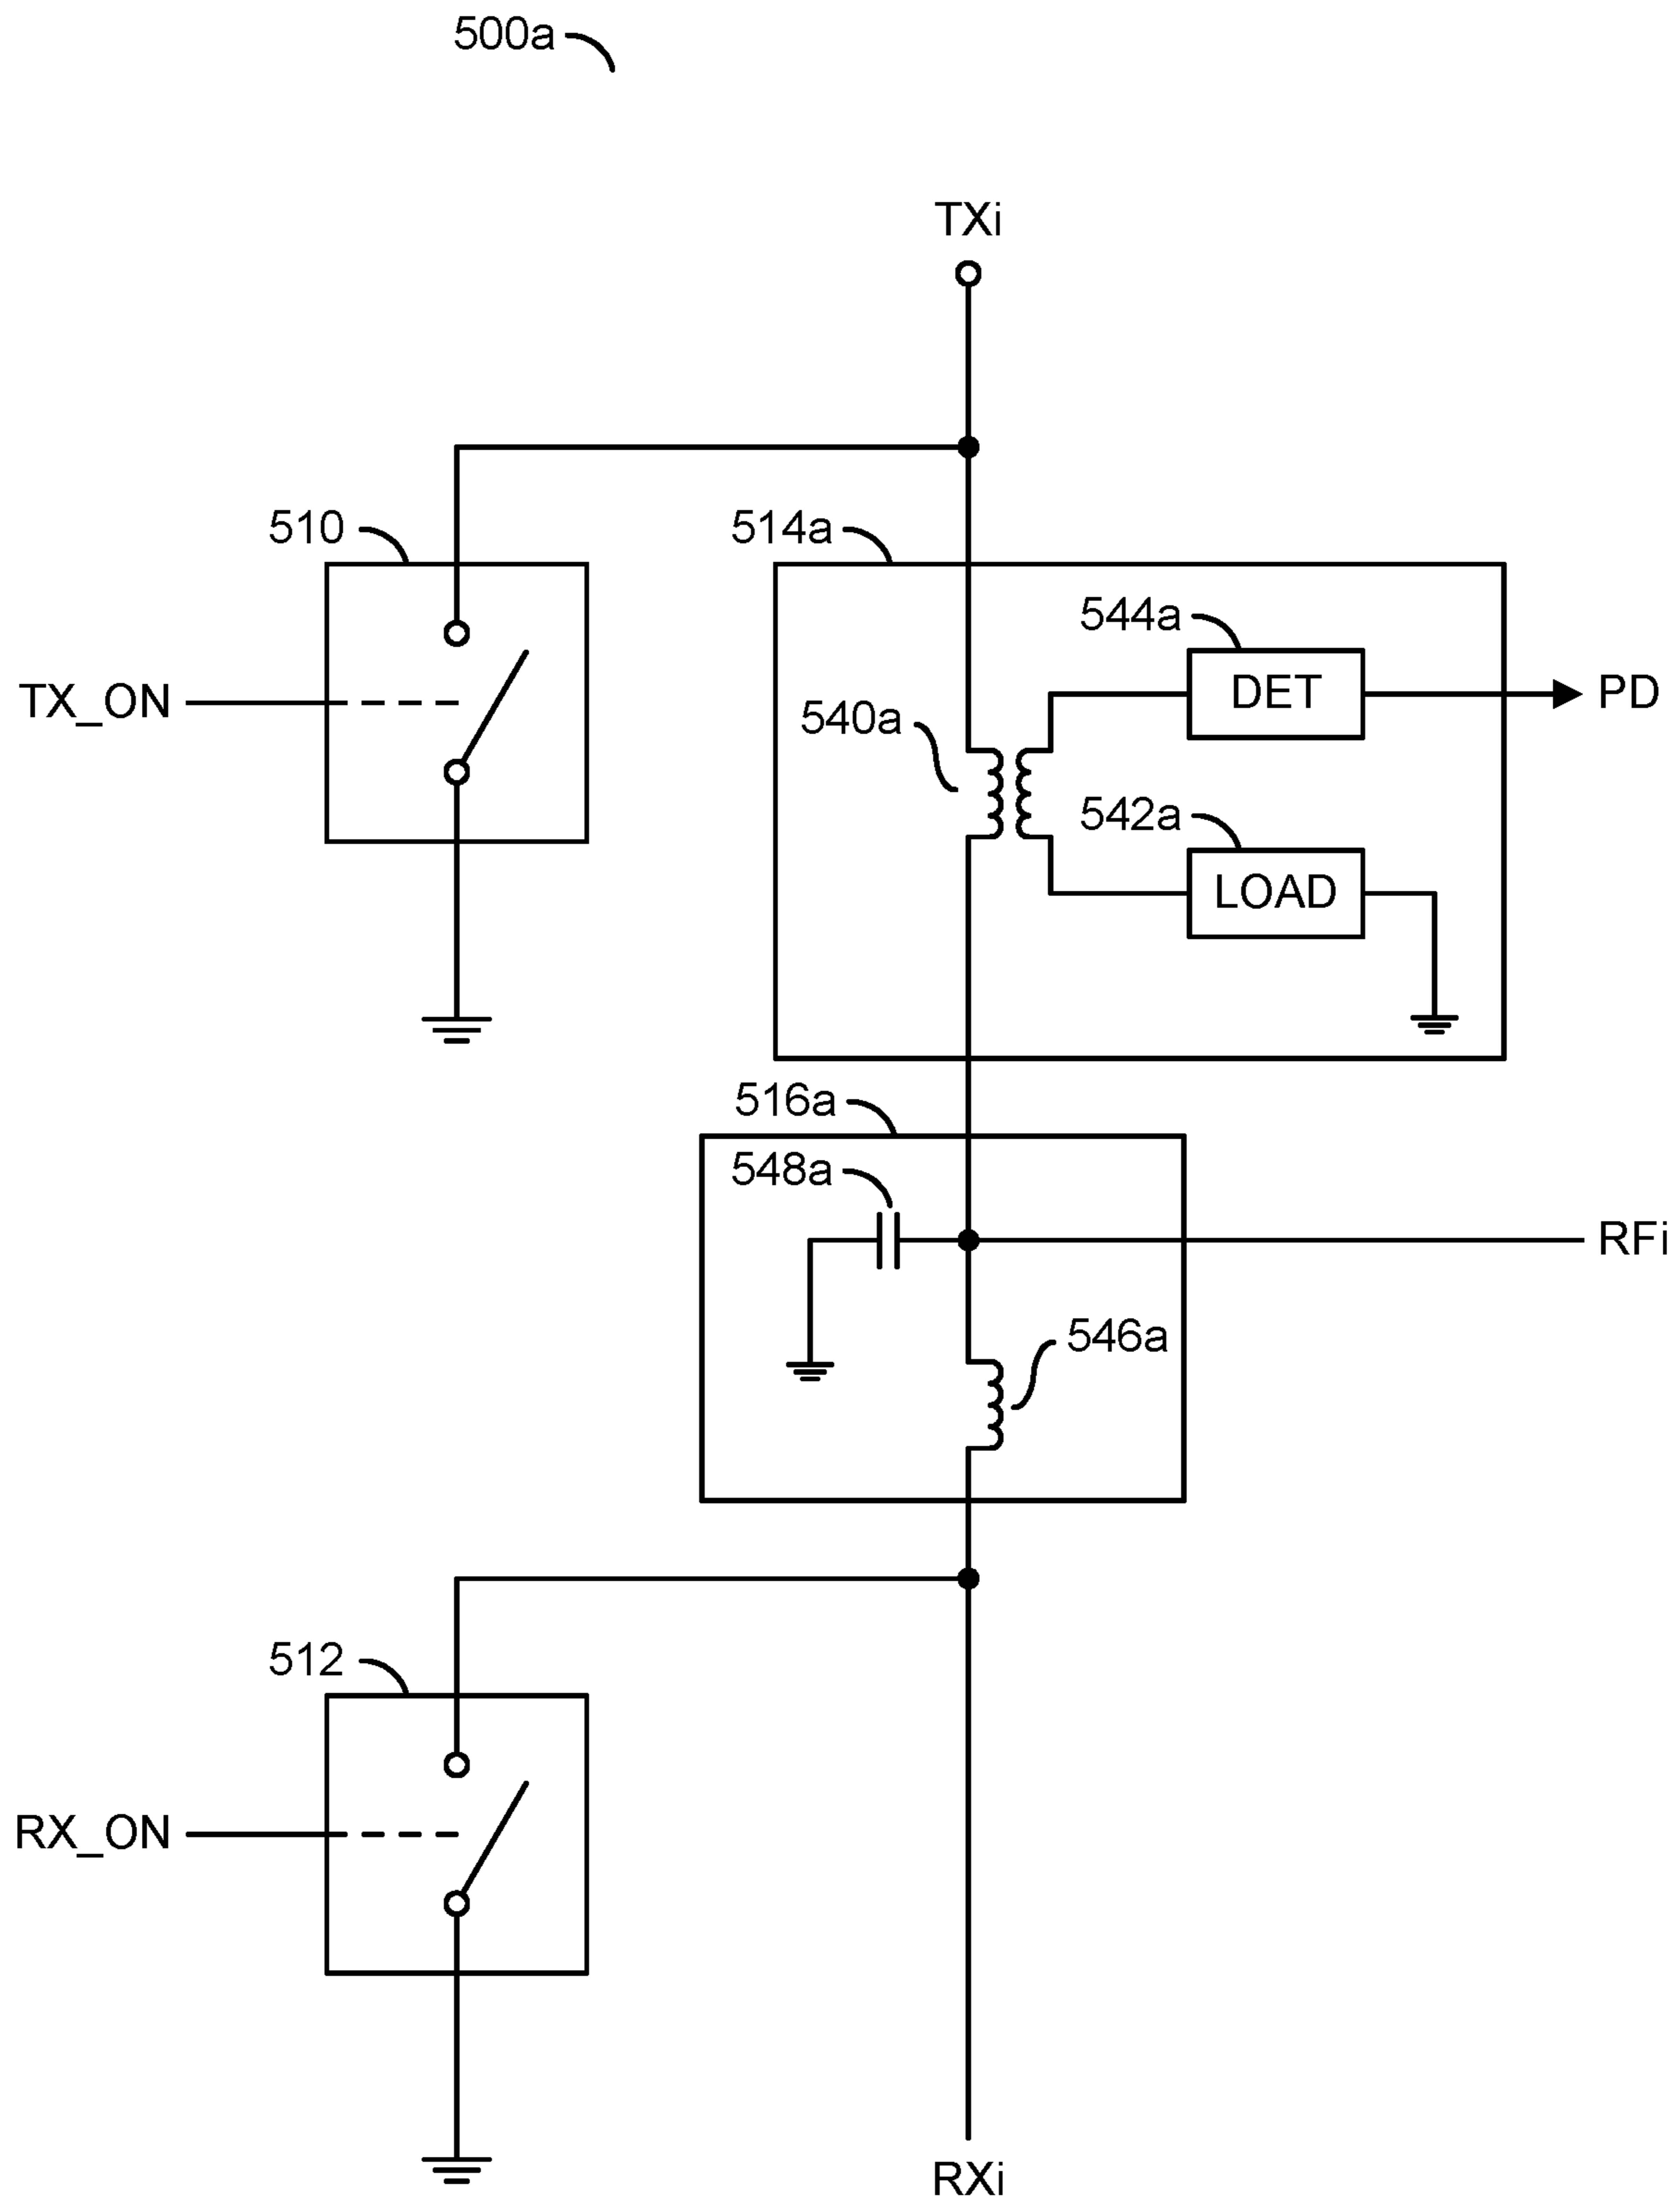 500a
TXi
510
514a
544a
TX_ON
DET
PD
540a
542a
LOAD
516a
548a
RFi
546a
512
RX_ON
RXi